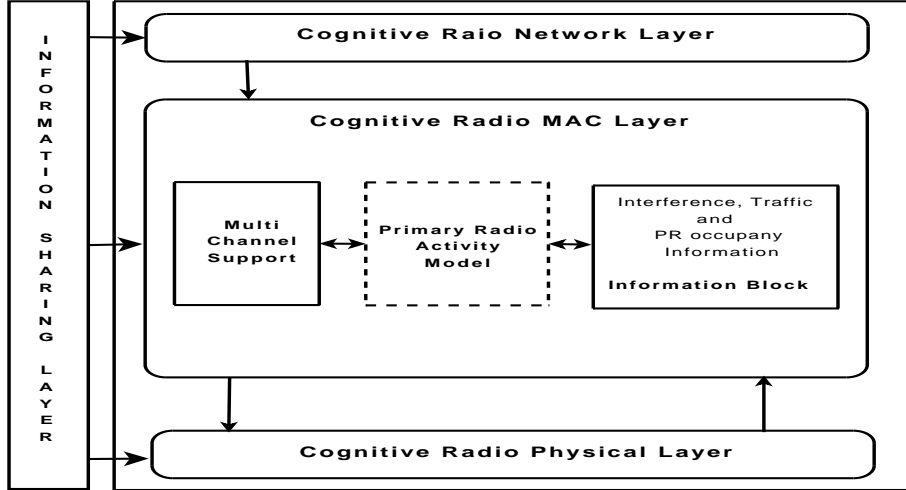 INFORMATION SHARING LAYER
Cognitive Raio Network Layer
Cognitive Radio MAC Layer
Multi
Channel
Support
Primary Radio
Activity
Model
Interference, Traffic
and
PR occupany
Information
Information Block
Cognitive Radio Physical Layer